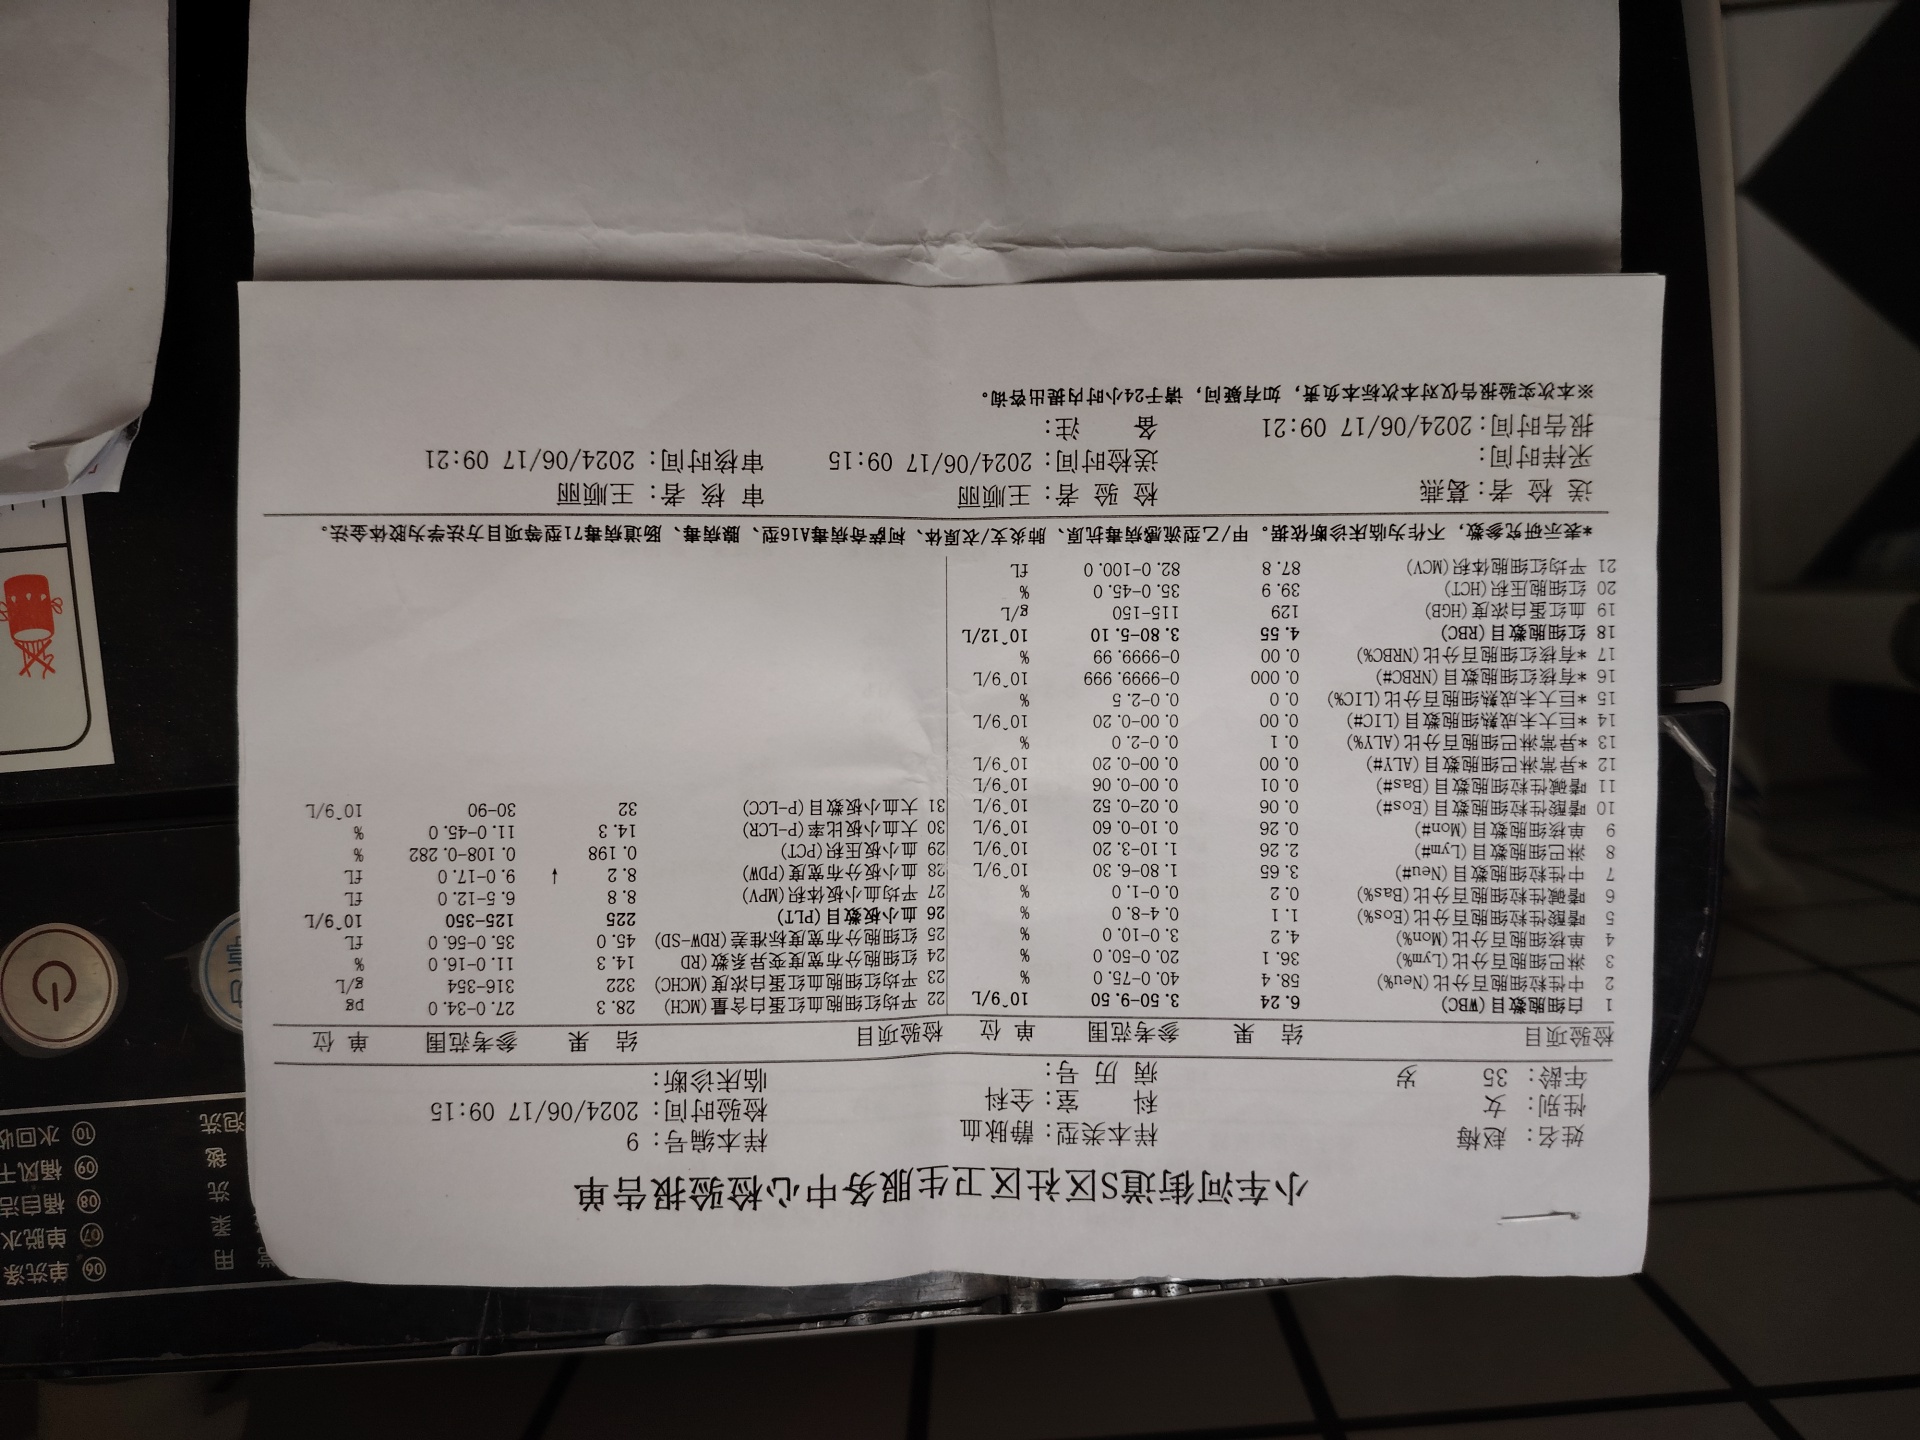 小车河街道S区社区卫生服务中心检验报告单
姓名： 赵梅 样本类型：静脉血 样本编号：9
性别： 女 科 室：全科 检验时间：2024/06/17 09:15
年龄： 35 岁 病 历 号： 临床诊断：
检验项目 结 果 参考范围 单 位 检验项目 结 果 参考范围 单 位
1 白细胞数目(WBC) 6.24 3.50-9.50 10^9/L 22 平均红细胞血红蛋白含量(MCH) 28.3 27.0-34.0 pg
2 中性粒细胞百分比(Neu%) 58.4 40.0-75.0 % 23 平均红细胞血红蛋白浓度(MCHC) 322 316-354 g/L
3 淋巴细胞百分比(Lym%) 36.1 20.0-50.0 % 24 红细胞分布宽度变异系数(RD 14.3 11.0-16.0 %
4 单核细胞百分比(Mon%) 4.2 3.0-10.0 % 25 红细胞分布宽度标准差(RDW-SD) 45.0 35.0-56.0 fL
5 嗜酸性粒细胞百分比(Eos%) 1.1 0.4-8.0 % 26 血小板数目(PLT) 225 125-350 10^9/L
6 嗜碱性粒细胞百分比(Bas%) 0.2 0.0-1.0 % 27 平均血小板体积(MPV) 8.8 6.5-12.0 fL
7 中性粒细胞数目(Neu#) 3.65 1.80-6.30 10^9/L 28 血小板分布宽度(PDW) 8.2 ↓ 9.0-17.0 fL
8 淋巴细胞数目(Lym#) 2.26 1.10-3.20 10^9/L 29 血小板压积(PCT) 0.198 0.108-0.282 %
9 单核细胞数目(Mon#) 0.26 0.10-0.60 10^9/L 30 大血小板比率(P-LCR) 14.3 11.0-45.0 %
10 嗜酸性粒细胞数目(Eos#) 0.06 0.02-0.52 10^9/L 31 大血小板数目(P-LCC) 32 30-90 10^9/L
11 嗜碱性粒细胞数目(Bas#) 0.01 0.00-0.06 10^9/L
12 *异常淋巴细胞数目(ALY#) 0.00 0.00-0.20 10^9/L
13 *异常淋巴细胞百分比(ALY%) 0.1 0.0-2.0 %
14 *巨大未成熟细胞数目(LIC#) 0.00 0.00-0.20 10^9/L
15 *巨大未成熟细胞百分比(LIC%) 0.0 0.0-2.5 %
16 *有核红细胞数目(NRBC#) 0.000 0-9999.999 10^9/L
17 *有核红细胞百分比(NRBC%) 0.00 0-9999.99 %
18 红细胞数目(RBC) 4.55 3.80-5.10 10^12/L
19 血红蛋白浓度(HGB) 129 115-150 g/L
20 红细胞压积(HCT) 39.9 35.0-45.0 %
21 平均红细胞体积(MCV) 87.8 82.0-100.0 fL
*表示研究参数，不作为临床诊断依据。甲/乙型流感病毒抗原、肺炎支/衣原体、柯萨奇病毒A16型、腺病毒、肠道病毒71型等项目方法学为胶体金法。
送 检 者：葛燕 检 验 者：王顺丽 审 核 者：王顺丽
采样时间： 送检时间：2024/06/17 09:15 审核时间：2024/06/17 09:21
报告时间：2024/06/17 09:21 备 注：
※本次实验报告仅对本次标本负责，如有疑问，请于24小时内提出咨询。
06 单洗涤
07 单脱水
08 桶自洁
09 桶风干
10 水回收
用
柔
洗
毯
泡洗